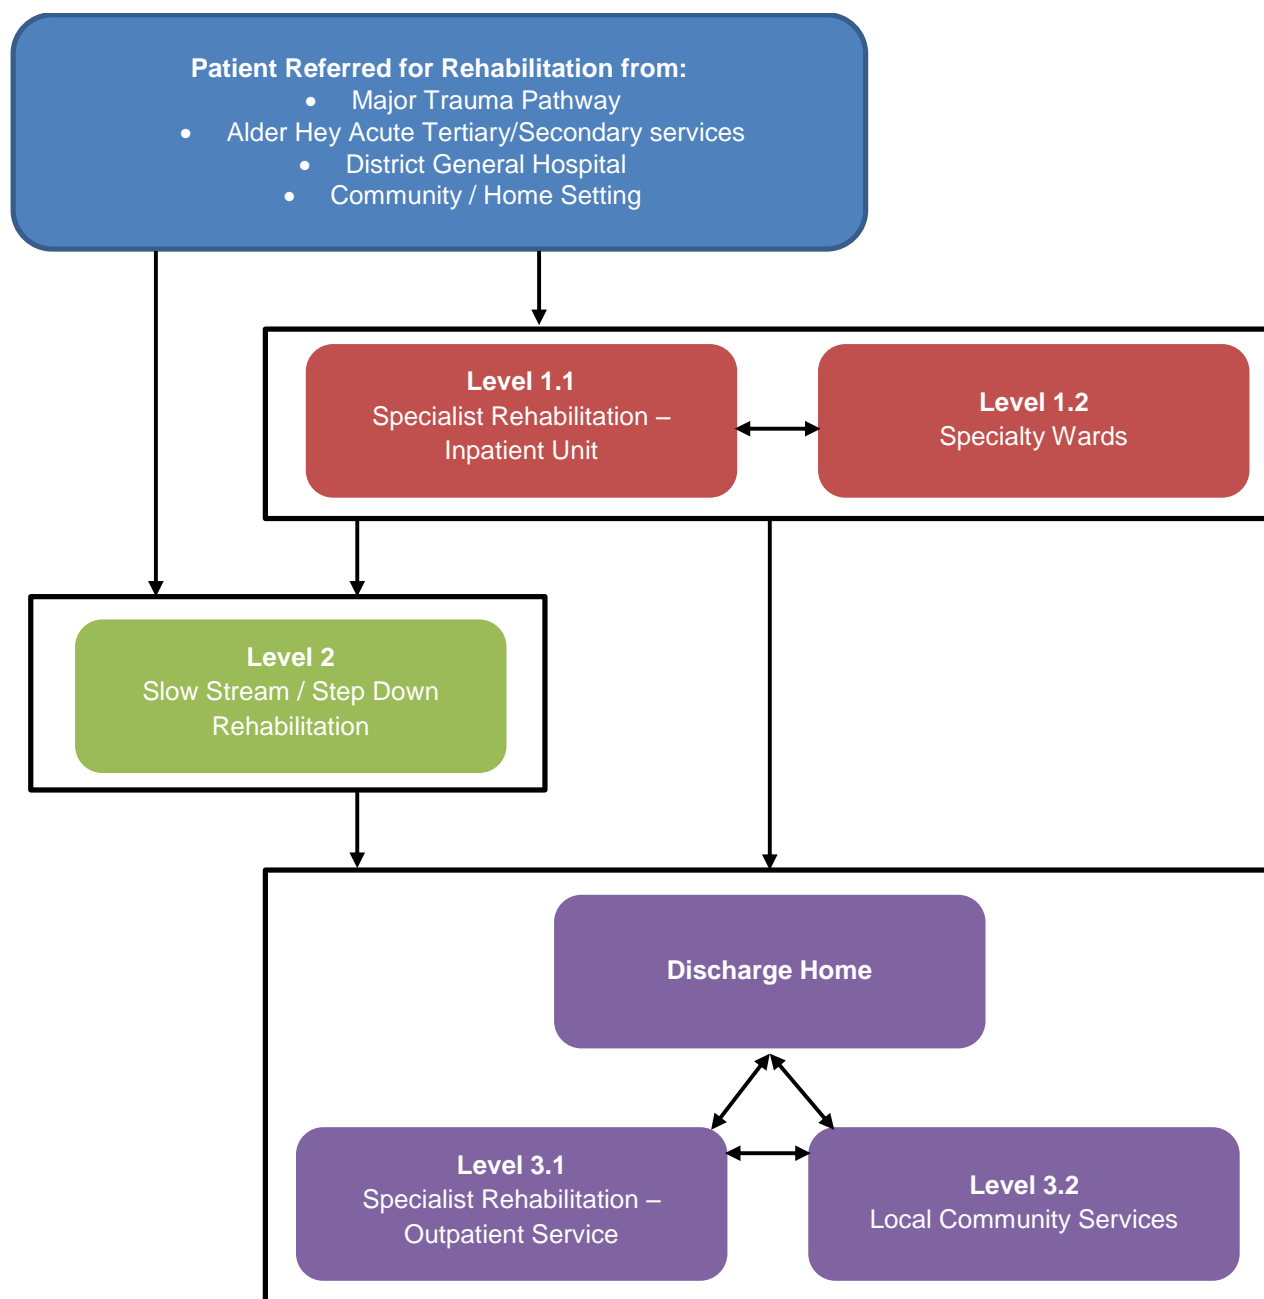 Patient Referred for Rehabilitation from:
• Major Trauma Pathway
• Alder Hey Acute Tertiary/Secondary services
• District General Hospital
• Community / Home Setting
Level 1.1
Specialist Rehabilitation –
Inpatient Unit
Level 1.2
Specialty Wards
Level 2
Slow Stream / Step Down
Rehabilitation
Discharge Home
Level 3.1
Specialist Rehabilitation –
Outpatient Service
Level 3.2
Local Community Services